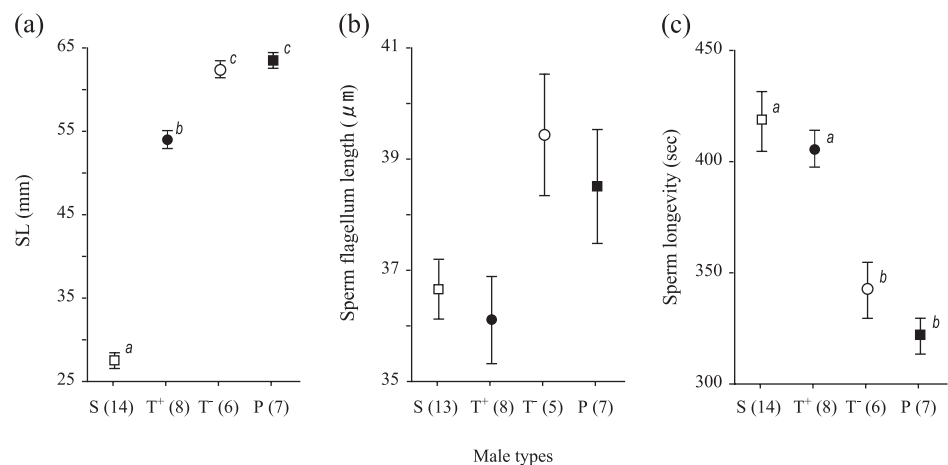 (a)
SL (mm)
65
55
45
35
25
a
b
c
c
S (14) T⁺ (8) T⁻ (6) P (7)
(b)
Sperm flagellum length (μm)
41
39
37
35
S (13) T⁺ (8) T⁻ (5) P (7)
Male types
(c)
Sperm longevity (sec)
450
400
350
300
a
a
b
b
S (14) T⁺ (8) T⁻ (6) P (7)